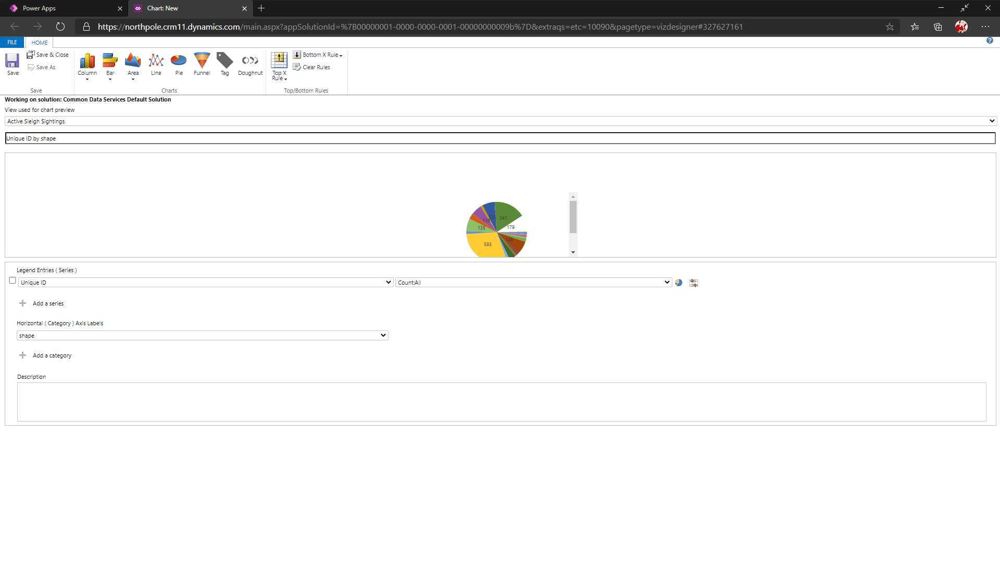 Power Apps
Chart: New
https://northpole.crm11.dynamics.com/main.aspx?appSolutionId=%7B00000001-0000-0000-0001-00000000009b%7D&extraqs=etc=10090&pagetype=vizdesigner#327627161
FILE
HOME
Save
Save & Close
Save As
Save
Column
Bar
Area
Line
Pie
Funnel
Tag
Doughnut
Charts
Top X
Rule
Bottom X Rule
Clear Rules
Top/Bottom Rules
Working on solution: Common Data Services Default Solution
View used for chart preview
Active Sleigh Sightings
Unique ID by shape
341
116
135
179
593
Legend Entries ( Series )
Unique ID
Count:All
Add a series
Horizontal ( Category ) Axis Labels
shape
Add a category
Description